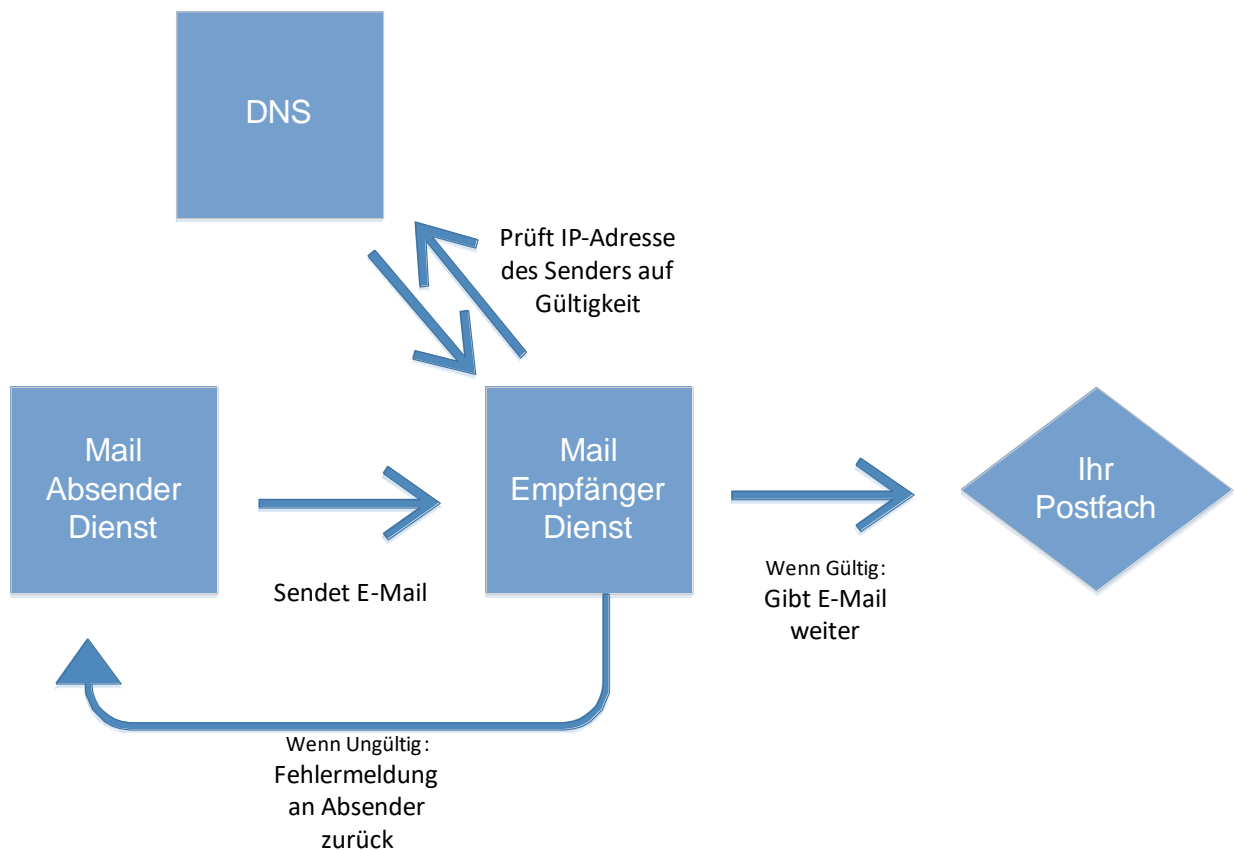 DNS
Prüft IP-Adresse
des Senders auf
Gültigkeit
Mail
Absender
Dienst
Sendet E-Mail
Mail
Empfänger
Dienst
Wenn Gültig:
Gibt E-Mail
weiter
Ihr
Postfach
Wenn Ungültig:
Fehlermeldung
an Absender
zurück